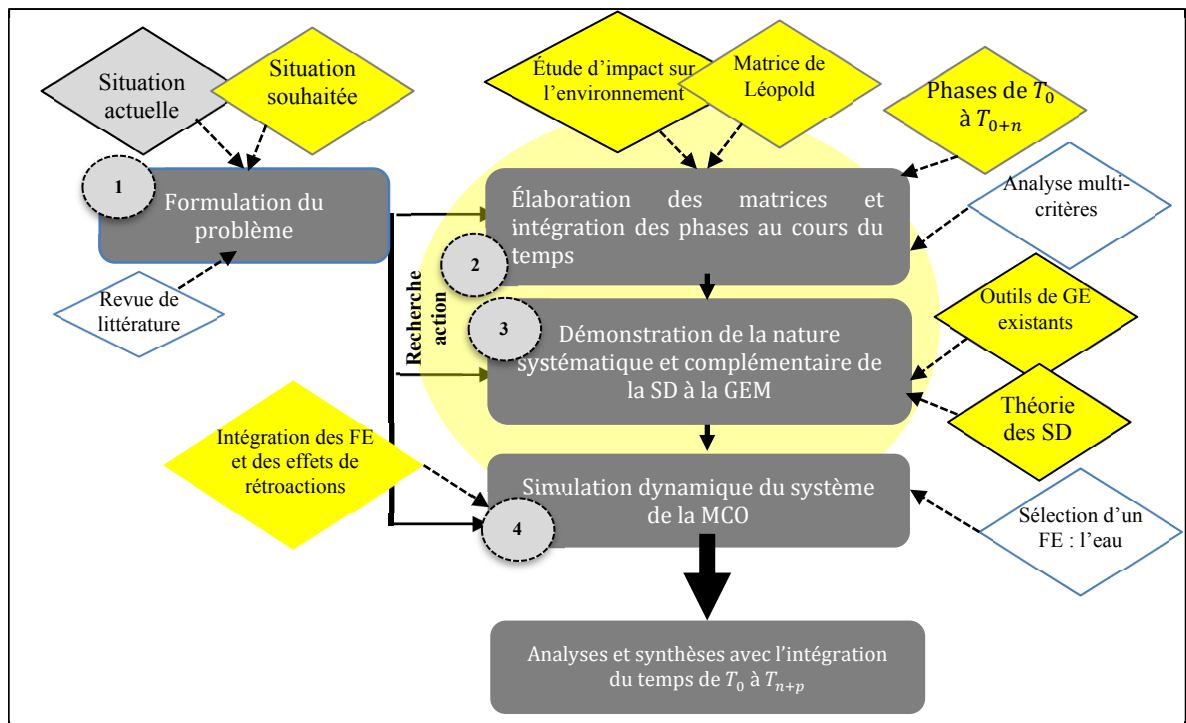 Situation
actuelle
Situation
souhaitée
Étude d’impact sur
l’environnement
Matrice de
Léopold
Phases de T0
à T0+n
1
Formulation du
problème
Élaboration des matrices et
intégration des phases au cours du
temps
Analyse multi-
critères
2
Revue de
littérature
Recherche
action
3
Démonstration de la nature
systématique et complémentaire de
la SD à la GEM
Outils de GE
existants
Théorie
des SD
Intégration des FE
et des effets de
rétroactions
4
Simulation dynamique du système
de la MCO
Sélection d’un
FE : l’eau
Analyses et synthèses avec l’intégration
du temps de T0 à Tn+p